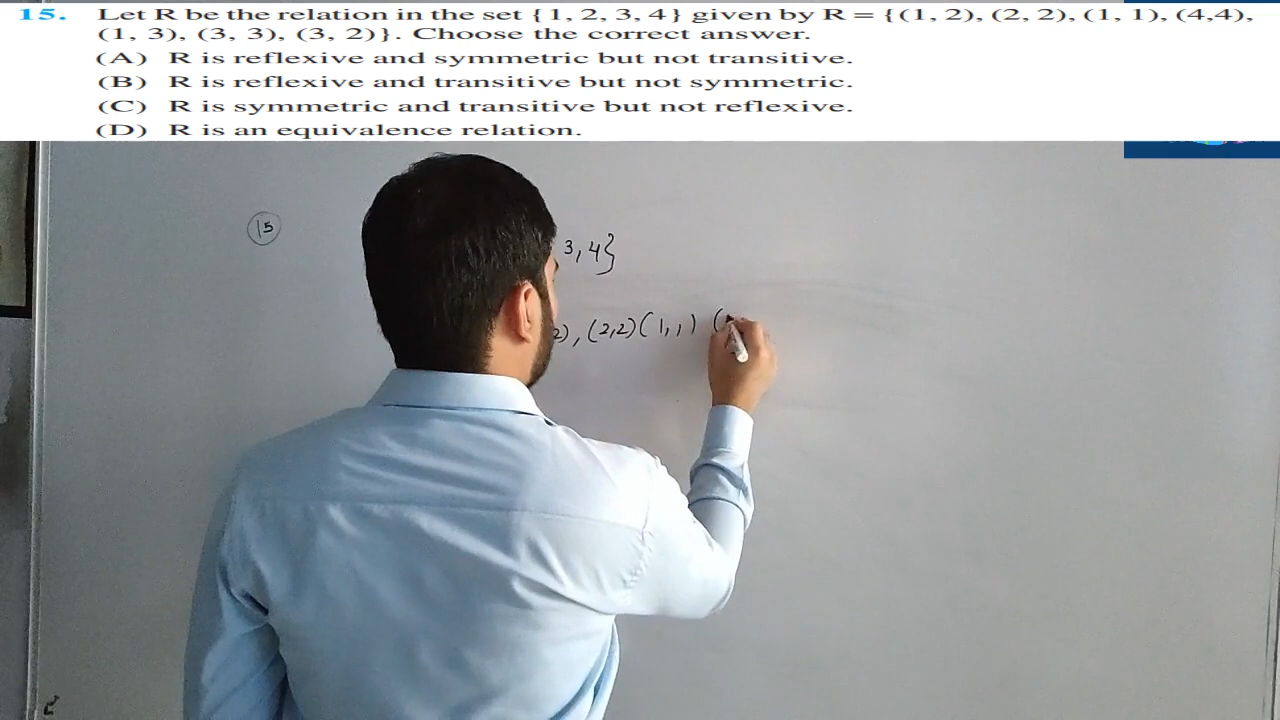 15. Let R be the relation in the set {1, 2, 3, 4} given by R = {(1, 2), (2, 2), (1, 1), (4,4),
(1, 3), (3, 3), (3, 2)}. Choose the correct answer.
(A) R is reflexive and symmetric but not transitive.
(B) R is reflexive and transitive but not symmetric.
(C) R is symmetric and transitive but not reflexive.
(D) R is an equivalence relation.
15
3,4}
2), (2,2) (1,1) (